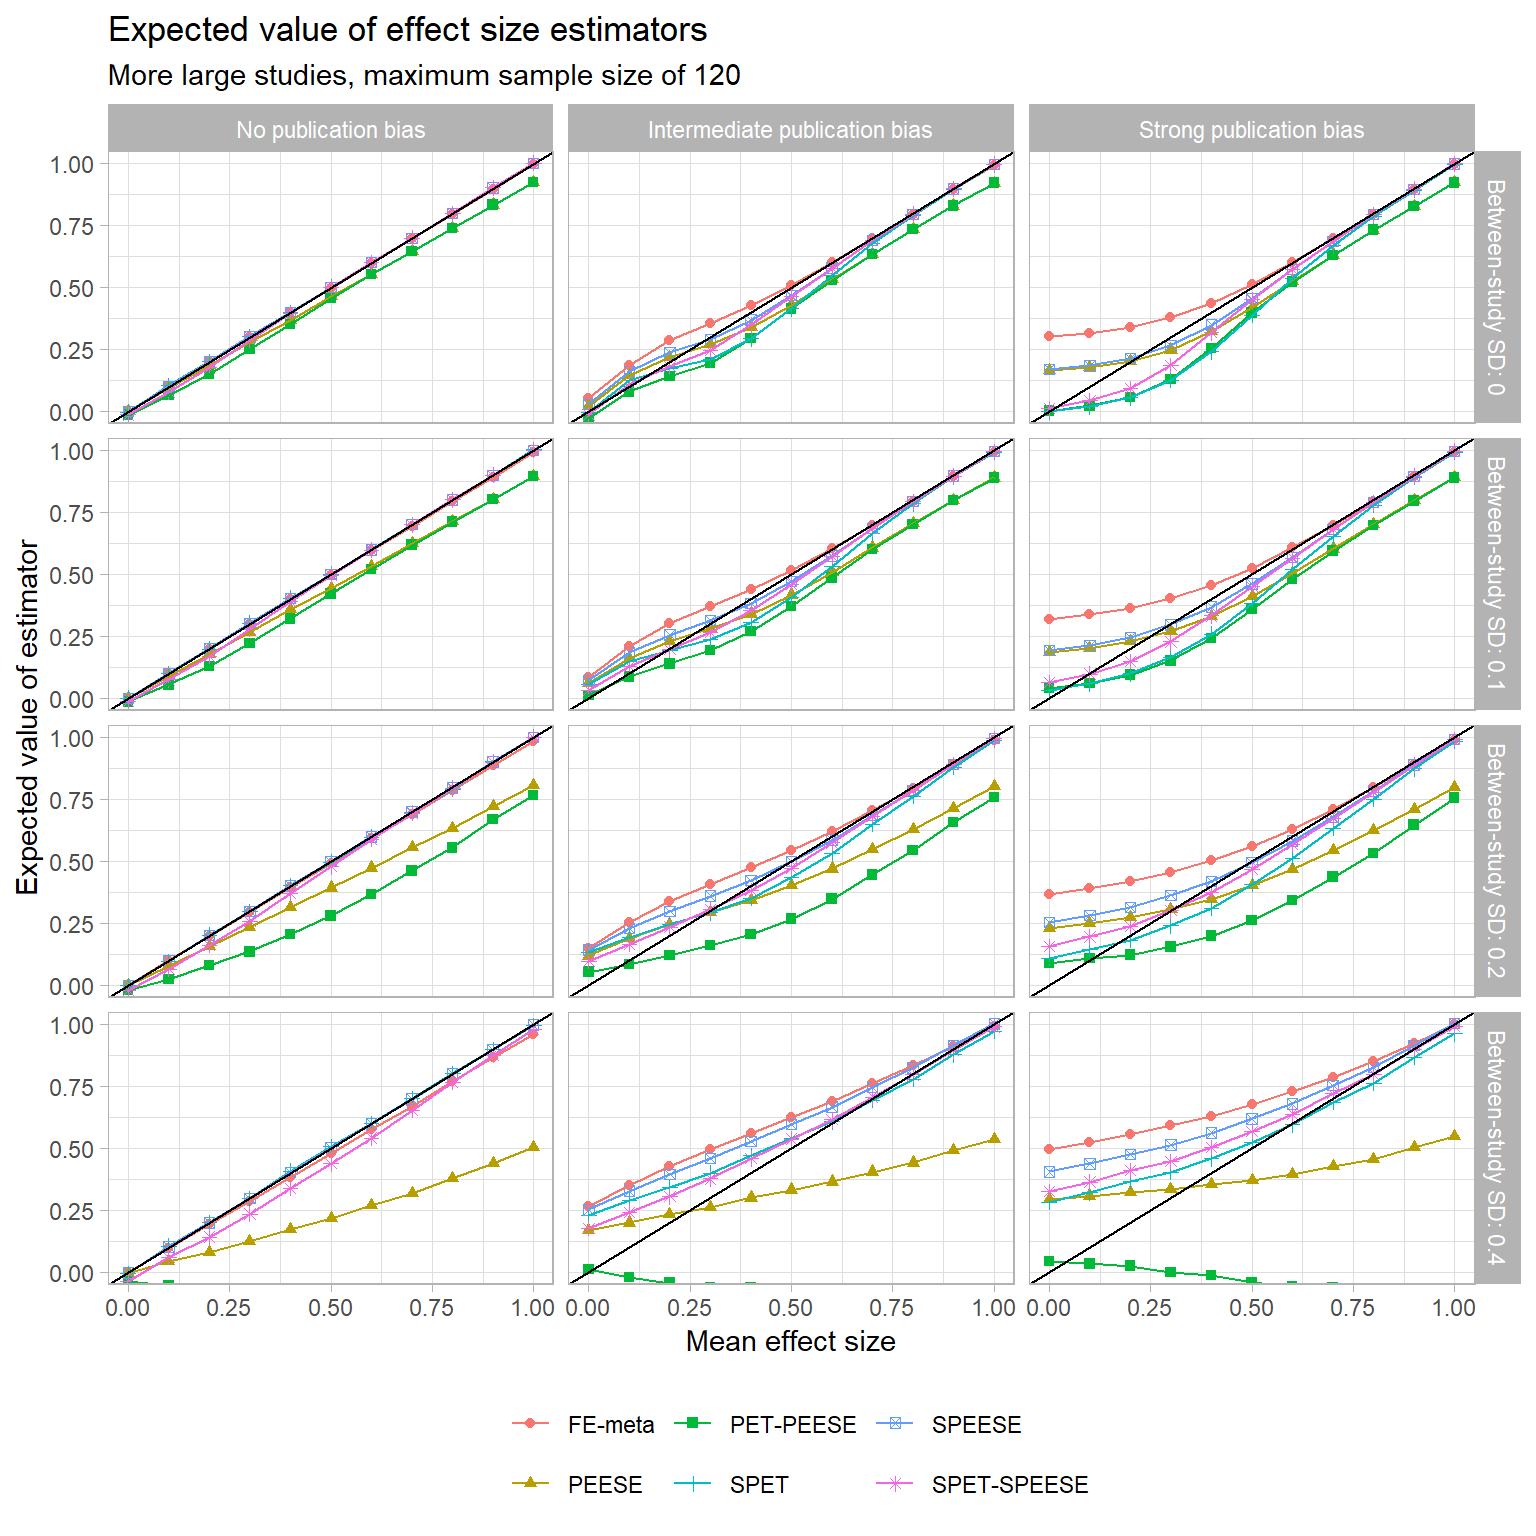 Expected value of effect size estimators
More large studies, maximum sample size of 120
No publication bias
Intermediate publication bias
Strong publication bias
1.00
0.75
0.50
0.25
0.00
Between-study SD: 0
1.00
0.75
0.50
0.25
0.00
Between-study SD: 0.1
1.00
0.75
0.50
0.25
0.00
Between-study SD: 0.2
1.00
0.75
0.50
0.25
0.00
Between-study SD: 0.4
Expected value of estimator
0.00 0.25 0.50 0.75 1.00
0.00 0.25 0.50 0.75 1.00
0.00 0.25 0.50 0.75 1.00
Mean effect size
FE-meta PET-PEESE SPEESE
PEESE SPET SPET-SPEESE